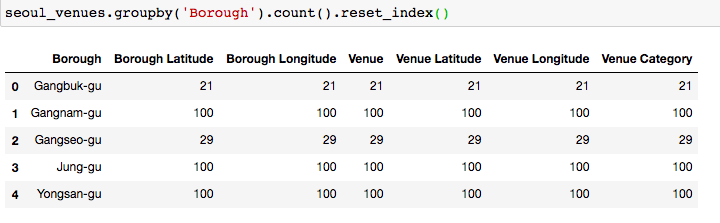 seoul_venues.groupby('Borough').count().reset_index()
Borough Borough Latitude Borough Longitude Venue Venue Latitude Venue Longitude Venue Category
0 Gangbuk-gu 21 21 21 21 21 21
1 Gangnam-gu 100 100 100 100 100 100
2 Gangseo-gu 29 29 29 29 29 29
3 Jung-gu 100 100 100 100 100 100
4 Yongsan-gu 100 100 100 100 100 100